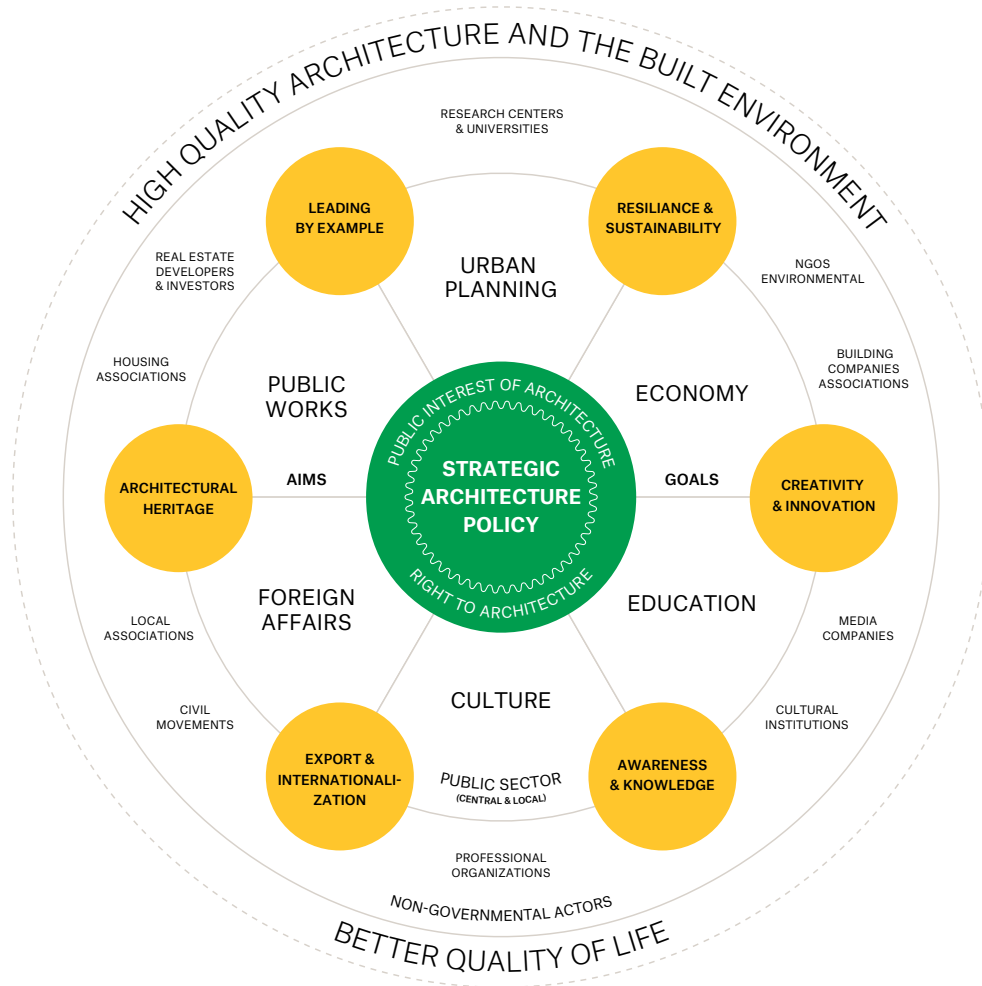 HIGH QUALITY ARCHITECTURE AND THE BUILT ENVIRONMENT
RESEARCH CENTERS
& UNIVERSITIES
LEADING
BY EXAMPLE
RESILIANCE &
SUSTAINABILITY
REAL ESTATE
DEVELOPERS
& INVESTORS
URBAN
PLANNING
NGOS
ENVIRONMENTAL
HOUSING
ASSOCIATIONS
PUBLIC
WORKS
ECONOMY
BUILDING
COMPANIES
ASSOCIATIONS
PUBLIC INTEREST OF ARCHITECTURE
ARCHITECTURAL
HERITAGE
AIMS
STRATEGIC
ARCHITECTURE
POLICY
GOALS
CREATIVITY
& INNOVATION
RIGHT TO ARCHITECTURE
FOREIGN
AFFAIRS
EDUCATION
LOCAL
ASSOCIATIONS
MEDIA
COMPANIES
CIVIL
MOVEMENTS
CULTURE
CULTURAL
INSTITUTIONS
EXPORT &
INTERNATIONALI-
ZATION
PUBLIC SECTOR
(CENTRAL & LOCAL)
AWARENESS
& KNOWLEDGE
PROFESSIONAL
ORGANIZATIONS
NON-GOVERNMENTAL ACTORS
BETTER QUALITY OF LIFE